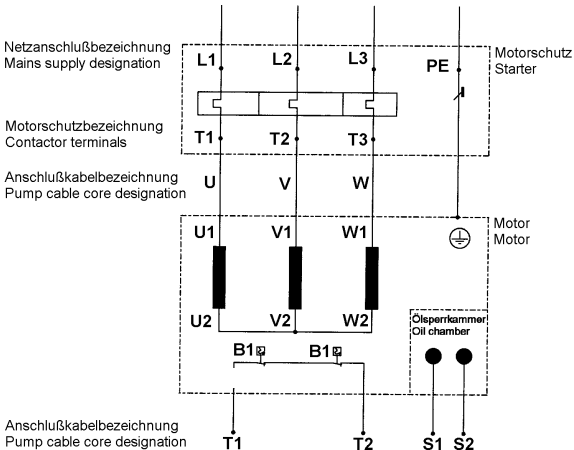 Netzanschlußbezeichnung
Mains supply designation
L1 L2 L3 PE
Motorschutz
Starter
Motorschutzbezeichnung
Contactor terminals
T1 T2 T3
Anschlußkabelbezeichnung
Pump cable core designation
U V W
Motor
Motor
U1 V1 W1
U2 V2 W2
Ölsperrkammer
Oil chamber
B1 B1
Anschlußkabelbezeichnung
Pump cable core designation
T1 T2 S1 S2